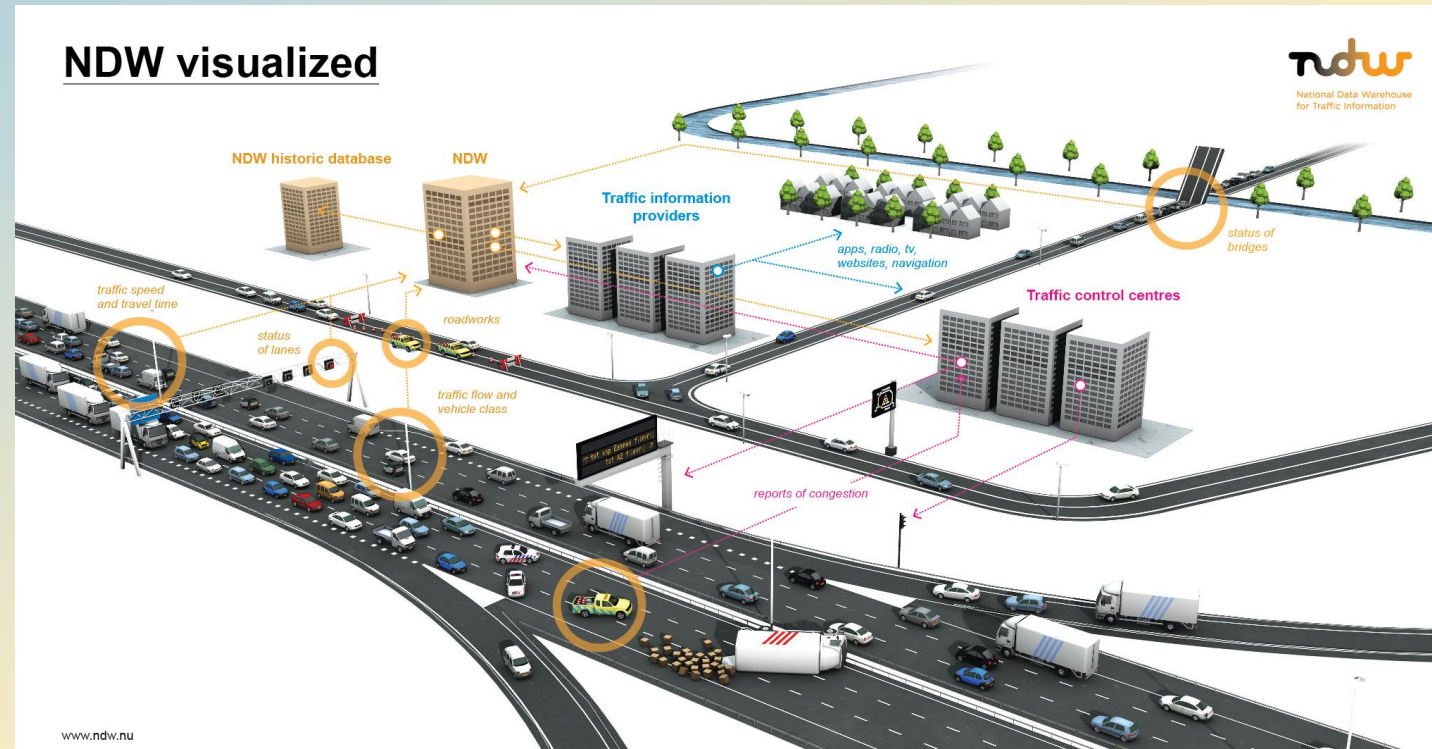 NDW visualized
ndw
National Data Warehouse
for Traffic Information
NDW historic database
NDW
Traffic information
providers
status of
bridges
apps, radio, tv,
websites, navigation
traffic speed
and travel time
Traffic control centres
roadworks
status
of lanes
traffic flow and
vehicle class
reports of congestion
www.ndw.nu